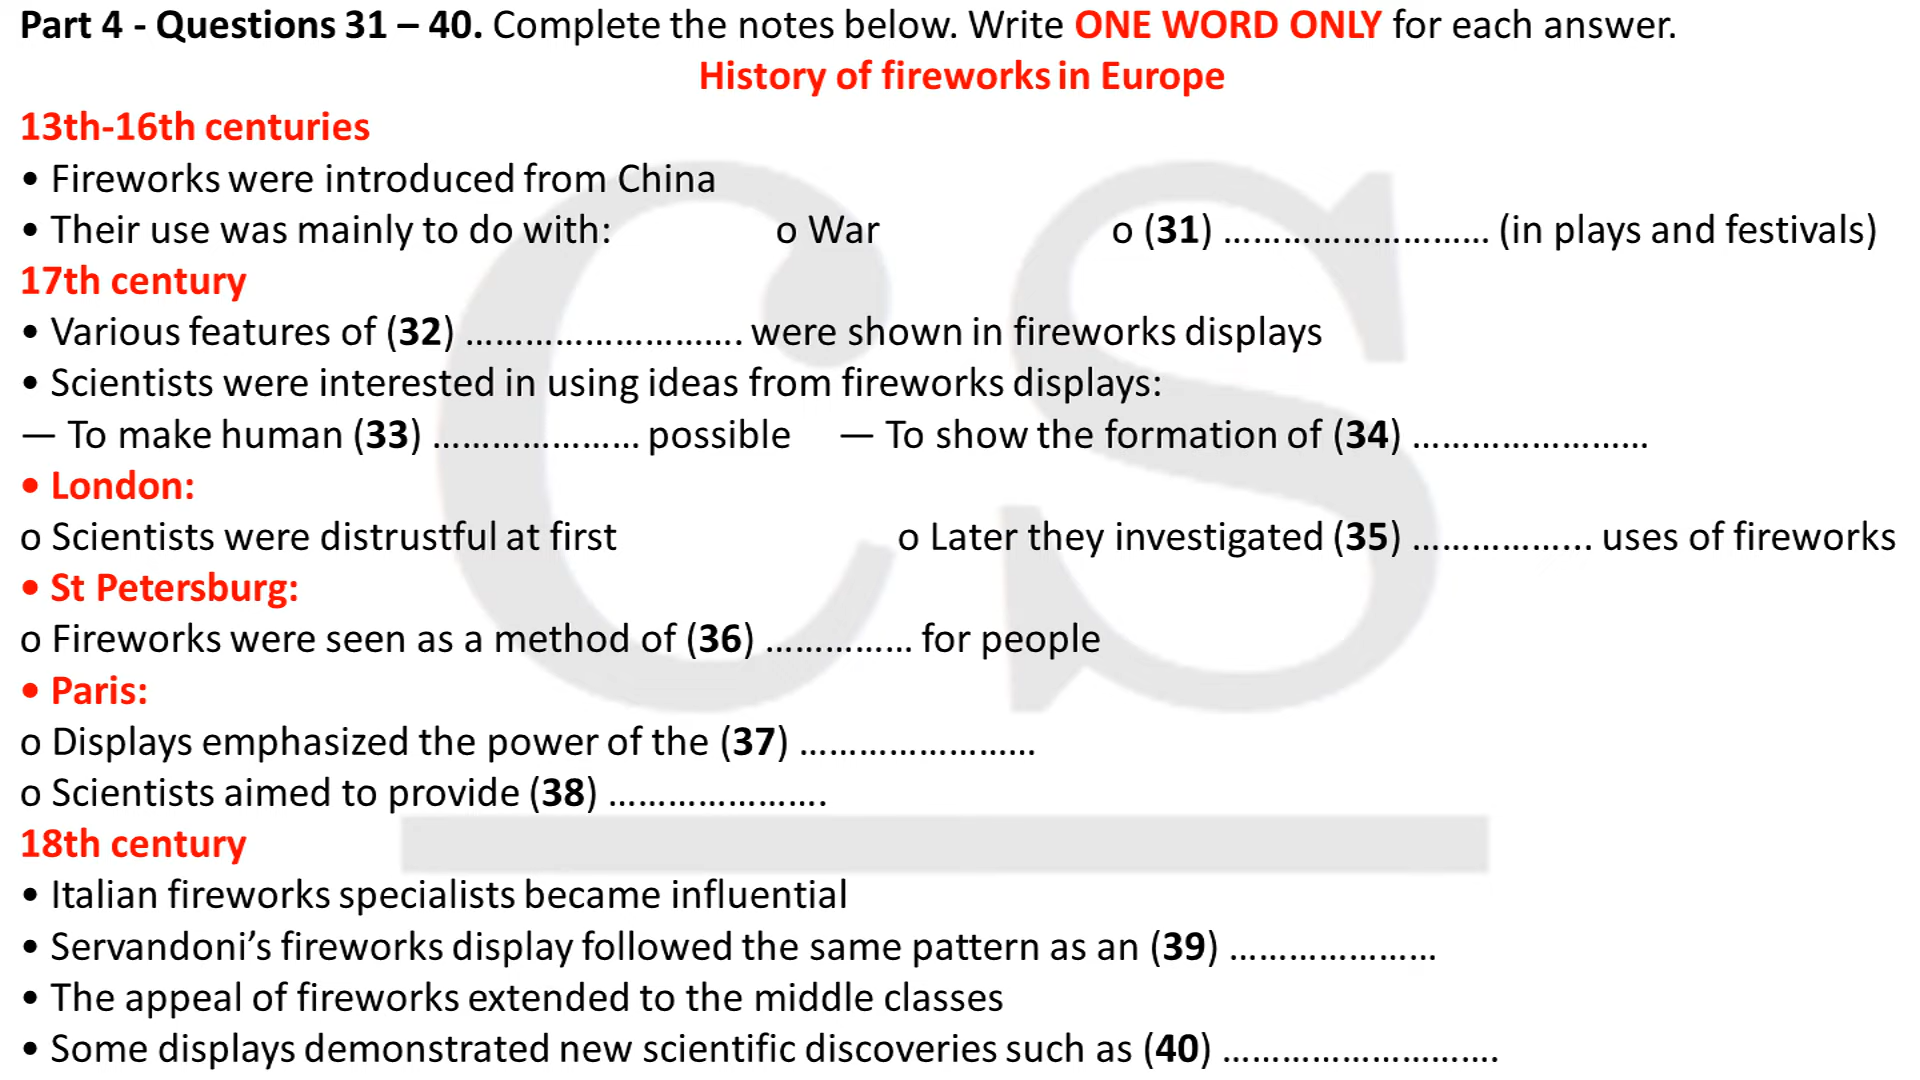 Part 4 - Questions 31 – 40. Complete the notes below. Write ONE WORD ONLY for each answer.
History of fireworks in Europe
13th-16th centuries
• Fireworks were introduced from China
• Their use was mainly to do with: o War o (31) ……………………… (in plays and festivals)
17th century
• Various features of (32) ………………………. were shown in fireworks displays
• Scientists were interested in using ideas from fireworks displays:
— To make human (33) ………………… possible — To show the formation of (34) ……………………
• London:
o Scientists were distrustful at first o Later they investigated (35) ……………... uses of fireworks
• St Petersburg:
o Fireworks were seen as a method of (36) …………… for people
• Paris:
o Displays emphasized the power of the (37) ……………………
o Scientists aimed to provide (38) ………………….
18th century
• Italian fireworks specialists became influential
• Servandoni’s fireworks display followed the same pattern as an (39) …………………
• The appeal of fireworks extended to the middle classes
• Some displays demonstrated new scientific discoveries such as (40) ……………………….
CS